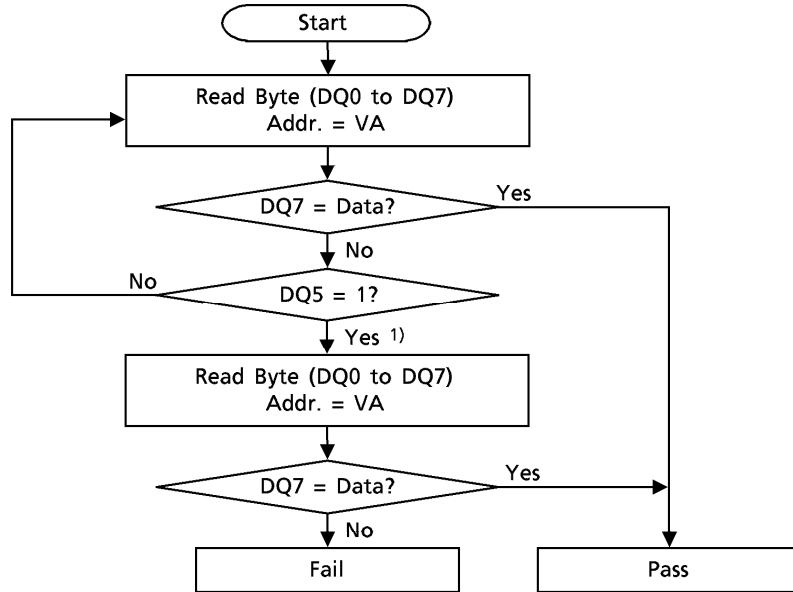 Start
Read Byte (DQ0 to DQ7)
Addr. = VA
DQ7 = Data?
Yes
No
No
DQ5 = 1?
Yes 1)
Read Byte (DQ0 to DQ7)
Addr. = VA
DQ7 = Data?
Yes
No
Fail
Pass